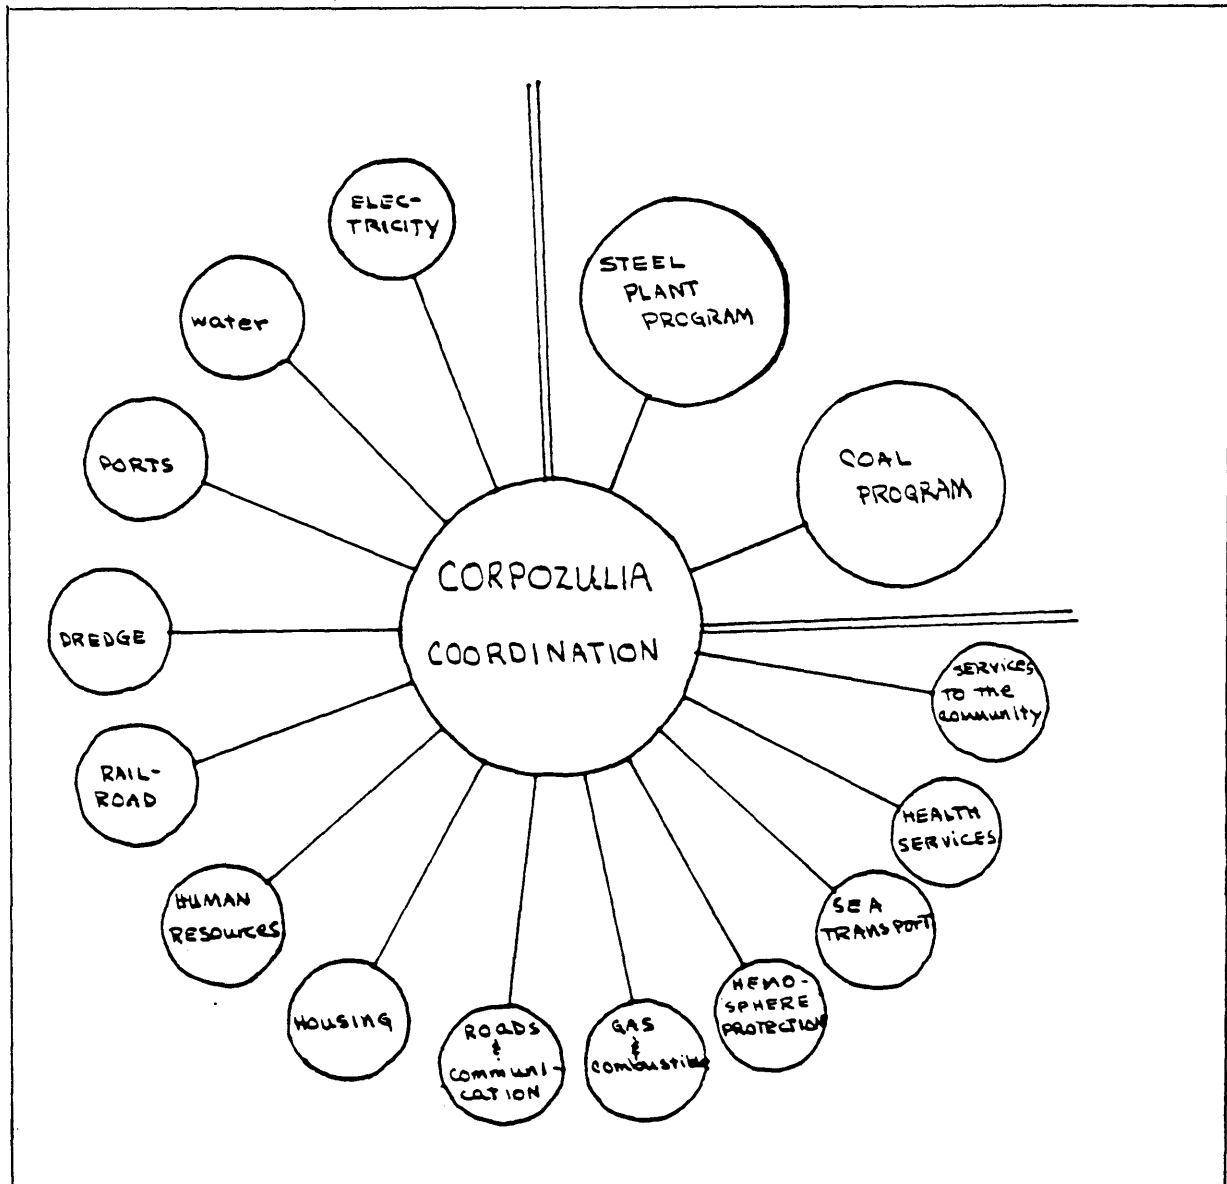 ELEC-
TRICITY
STEEL
PLANT
PROGRAM
water
COAL
PROGRAM
PORTS
CORPOZULIA
COORDINATION
DREDGE
SERVICES
TO THE
COMMUNITY
RAIL-
ROAD
HEALTH
SERVICES
HUMAN
RESOURCES
SEA
TRANSPORT
HOUSING
HEMO-
SPHERE
PROTECTION
ROADS
&
communi-
cation
GAS
&
combustible